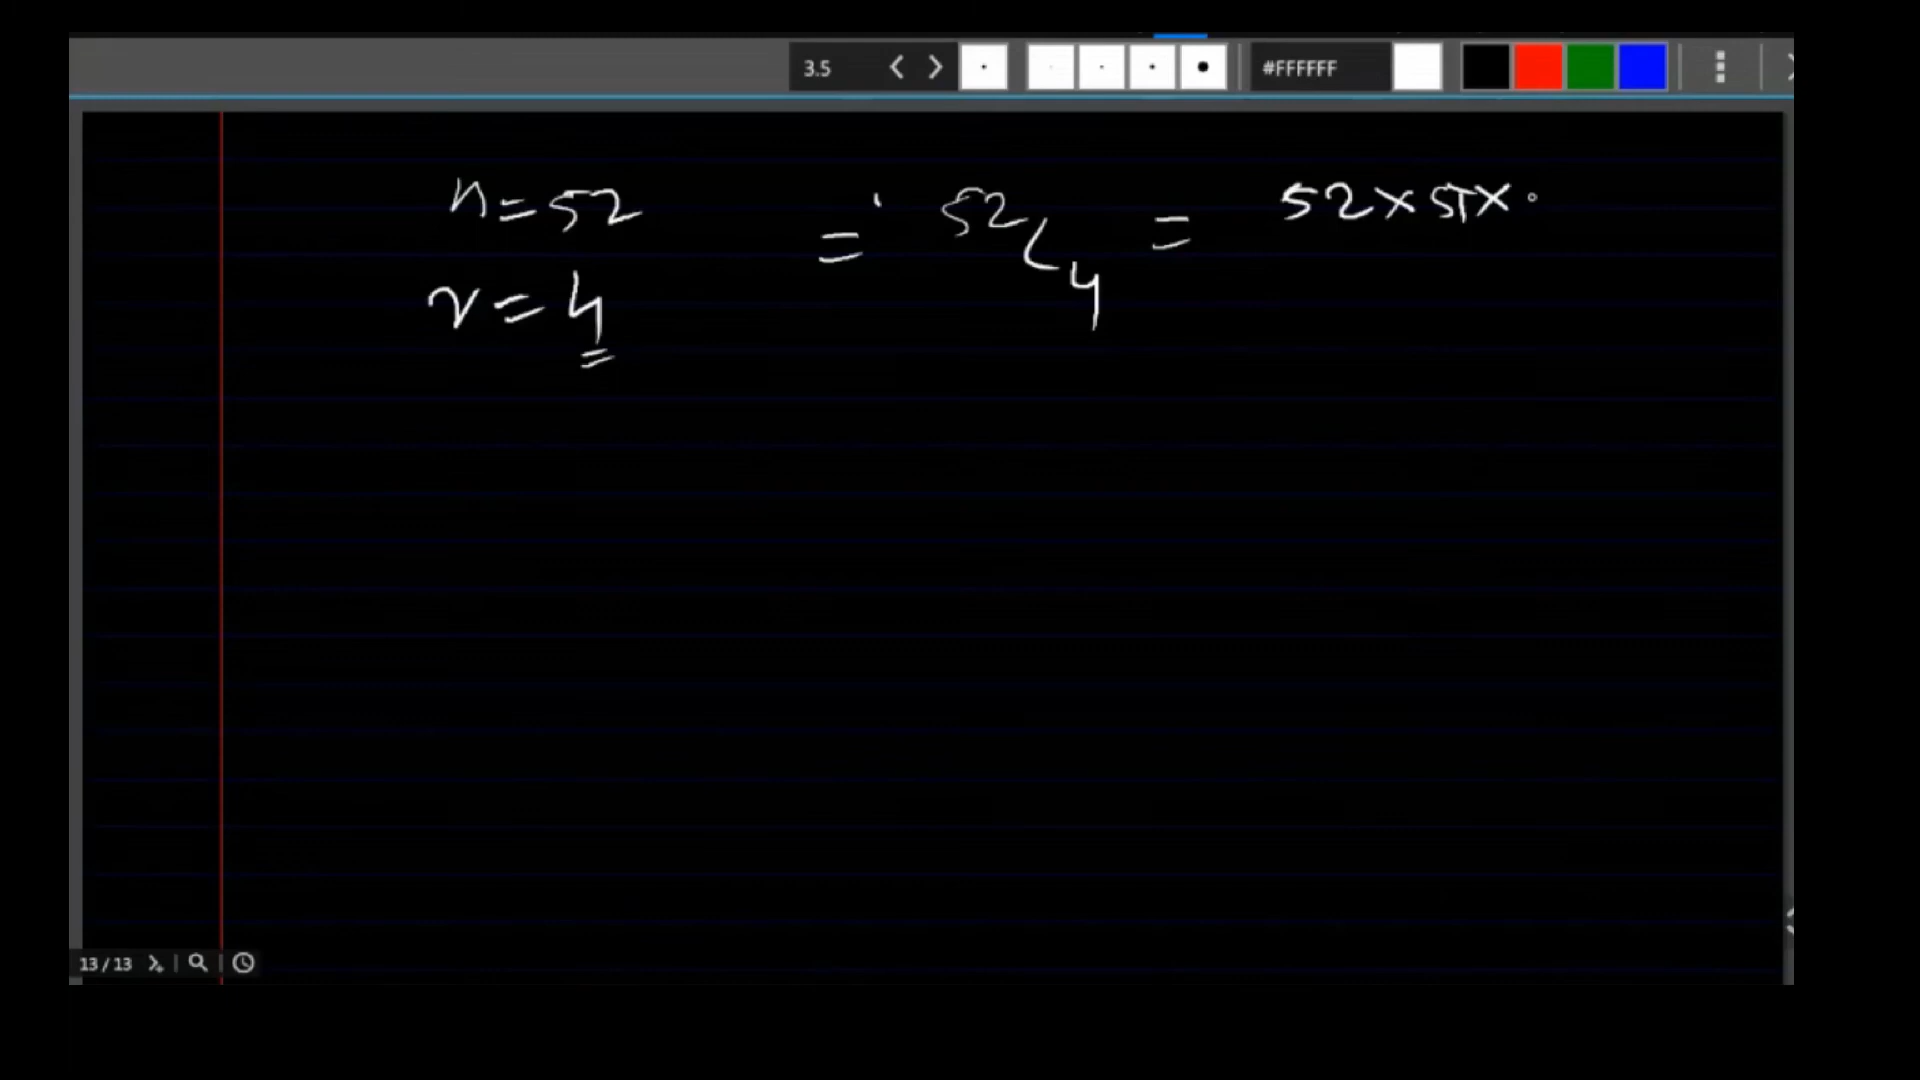 3.5 #FFFFFF
n = 52 = 52C4 = 52 × 51 ×
r = 4
13 / 13